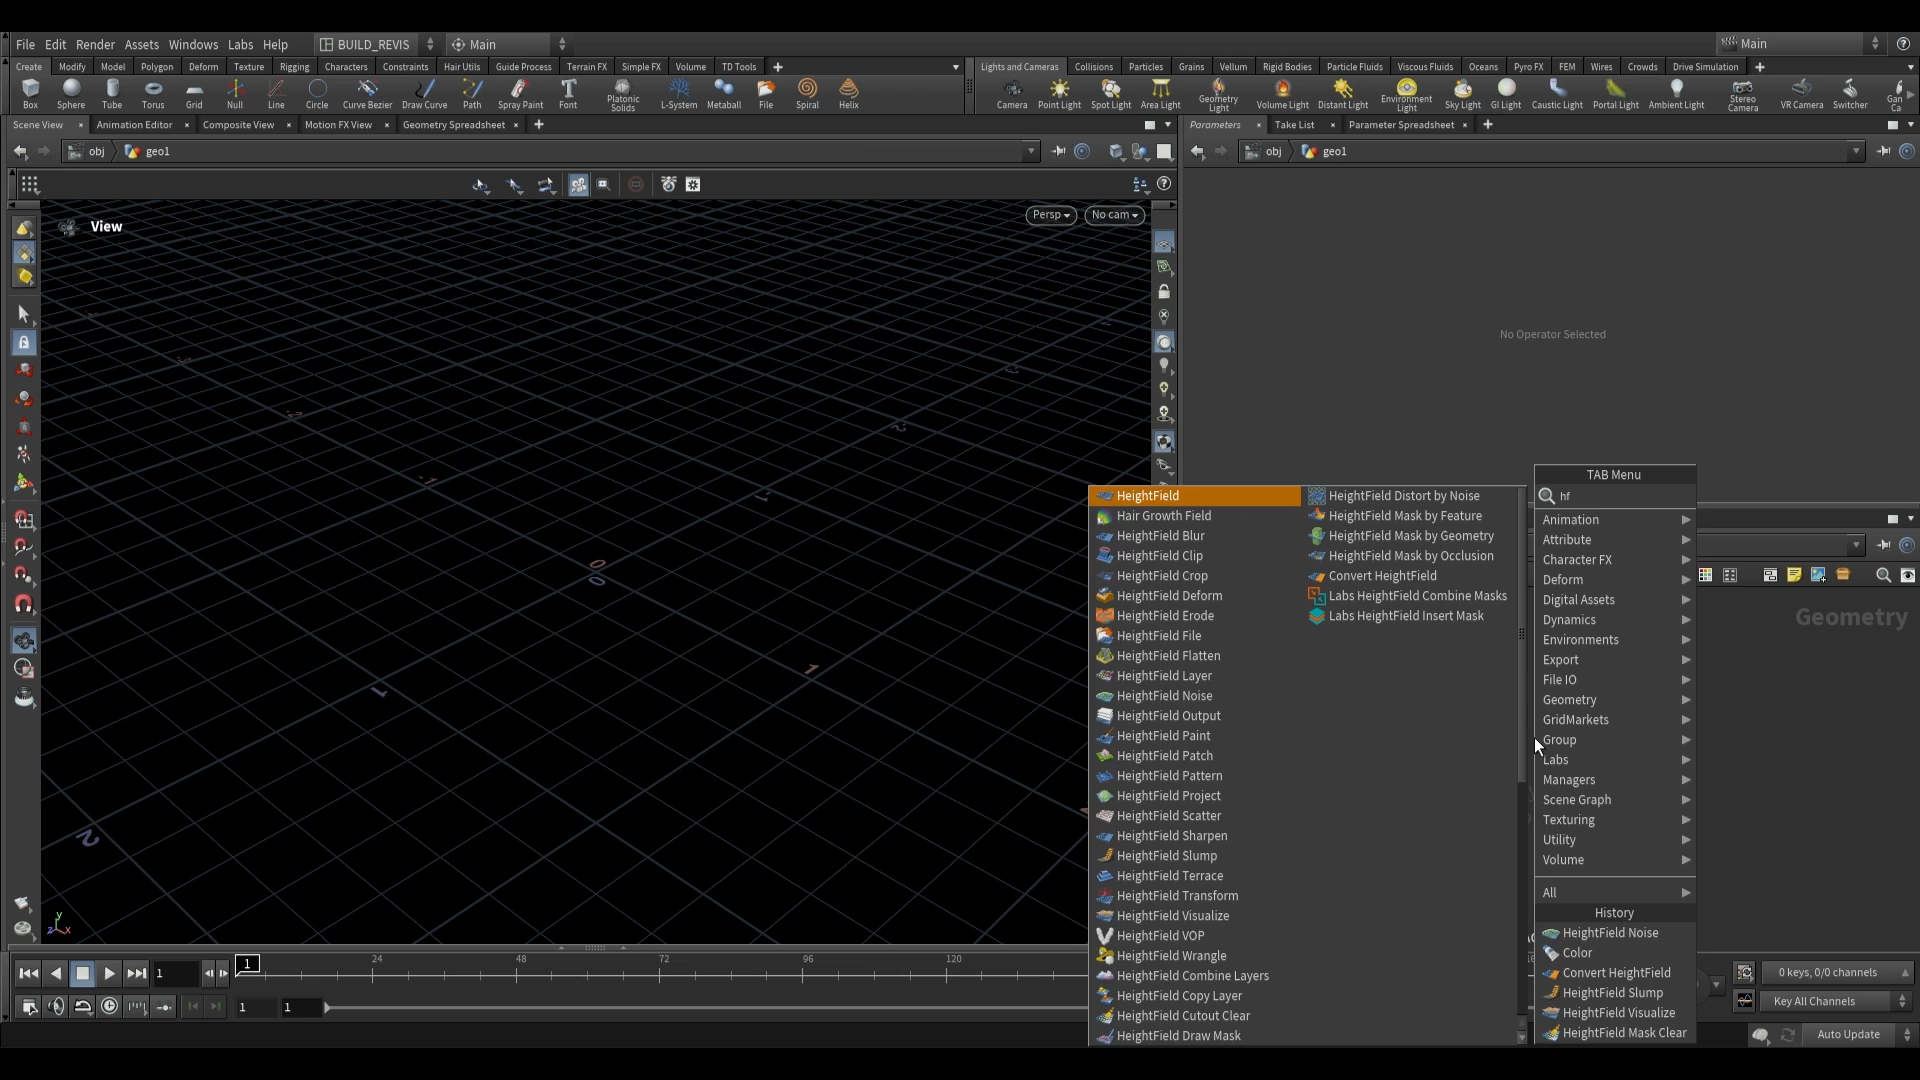 File Edit Render Assets Windows Labs Help BUILD_REVIS Main Main
Create Modify Model Polygon Deform Texture Rigging Characters Constraints Hair Utils Guide Process Terrain FX Simple FX Volume TD Tools
Lights and Cameras Collisions Particles Grains Vellum Rigid Bodies Particle Fluids Viscous Fluids Oceans Pyro FX FEM Wires Crowds Drive Simulation
Box Sphere Tube Torus Grid Null Line Circle Curve Bezier Draw Curve Path Spray Paint Font Platonic Solids L-System Metaball File Spiral Helix
Camera Point Light Spot Light Area Light Geometry Light Volume Light Distant Light Environment Light Sky Light GI Light Caustic Light Portal Light Ambient Light Stereo Camera VR Camera Switcher Gan Ca
Scene View Animation Editor Composite View Motion FX View Geometry Spreadsheet
Parameters Take List Parameter Spreadsheet
obj geo1
obj geo1
View
Persp No cam
No Operator Selected
Geometry
TAB Menu
hf
Animation
Attribute
Character FX
Deform
Digital Assets
Dynamics
Environments
Export
File IO
Geometry
GridMarkets
Group
Labs
Managers
Scene Graph
Texturing
Utility
Volume
All
History
HeightField Noise
Color
Convert HeightField
HeightField Slump
HeightField Visualize
HeightField Mask Clear
HeightField
Hair Growth Field
HeightField Blur
HeightField Clip
HeightField Crop
HeightField Deform
HeightField Erode
HeightField File
HeightField Flatten
HeightField Layer
HeightField Noise
HeightField Output
HeightField Paint
HeightField Patch
HeightField Pattern
HeightField Project
HeightField Scatter
HeightField Sharpen
HeightField Slump
HeightField Terrace
HeightField Transform
HeightField Visualize
HeightField VOP
HeightField Wrangle
HeightField Combine Layers
HeightField Copy Layer
HeightField Cutout Clear
HeightField Draw Mask
HeightField Distort by Noise
HeightField Mask by Feature
HeightField Mask by Geometry
HeightField Mask by Occlusion
Convert HeightField
Labs HeightField Combine Masks
Labs HeightField Insert Mask
0
0
1
1
2
y
z x
1 1 24 48 72 96 120
1 1
0 keys, 0/0 channels
Key All Channels
Auto Update